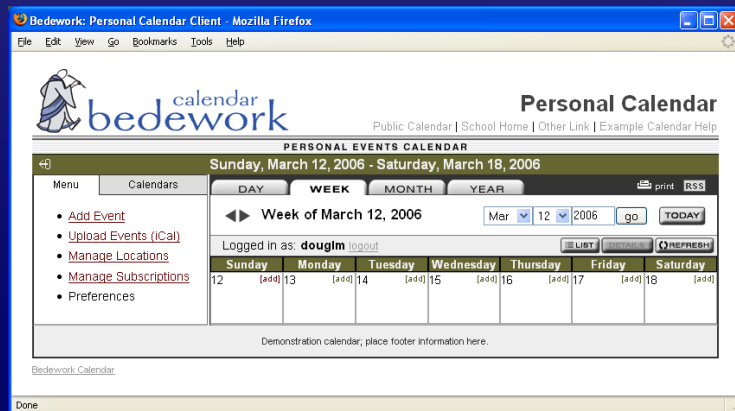 Bedework: Personal Calendar Client - Mozilla Firefox
File Edit View Go Bookmarks Tools Help
calendar
bedework
Personal Calendar
Public Calendar | School Home | Other Link | Example Calendar Help
PERSONAL EVENTS CALENDAR
Sunday, March 12, 2006 - Saturday, March 18, 2006
Menu Calendars DAY WEEK MONTH YEAR print RSS
Add Event
Upload Events (iCal)
Manage Locations
Manage Subscriptions
Preferences
Week of March 12, 2006 Mar 12 2006 go TODAY
Logged in as: douglm logout LIST DETAILS REFRESH
Sunday Monday Tuesday Wednesday Thursday Friday Saturday
12 [add] 13 [add] 14 [add] 15 [add] 16 [add] 17 [add] 18 [add]
Demonstration calendar; place footer information here.
Bedework Calendar
Done